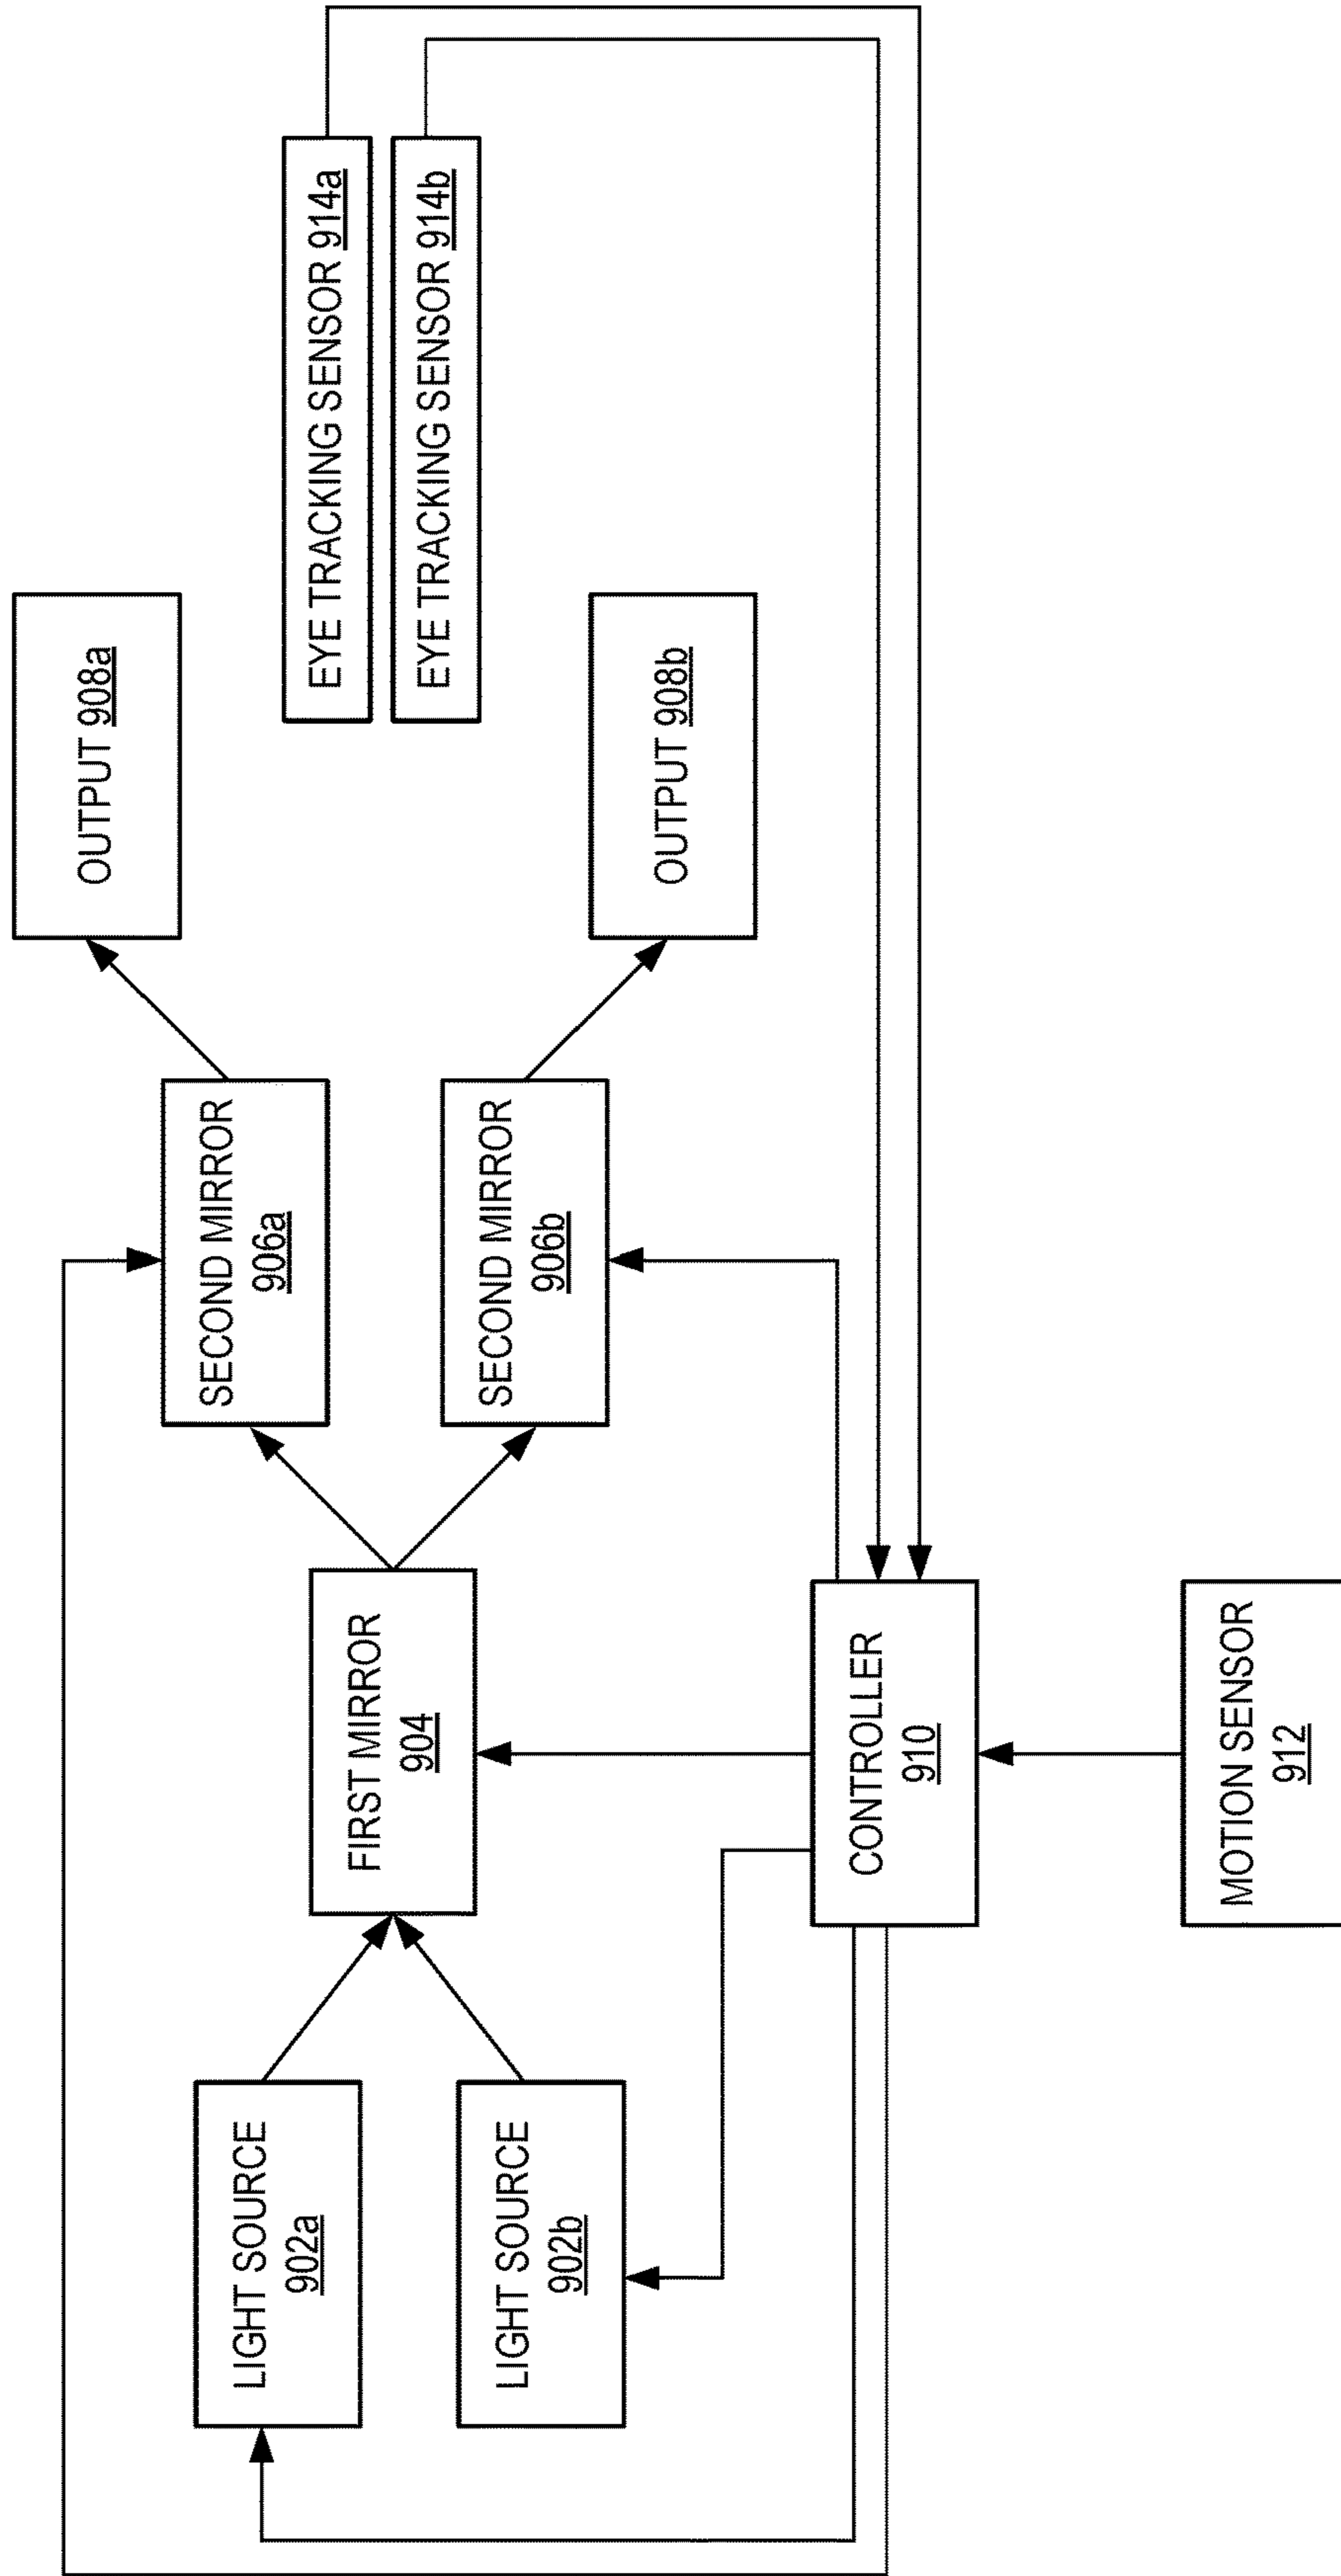 OUTPUT 908a
EYE TRACKING SENSOR 914a
EYE TRACKING SENSOR 914b
OUTPUT 908b
SECOND MIRROR
906a
SECOND MIRROR
906b
FIRST MIRROR
904
LIGHT SOURCE
902a
LIGHT SOURCE
902b
CONTROLLER
910
MOTION SENSOR
912